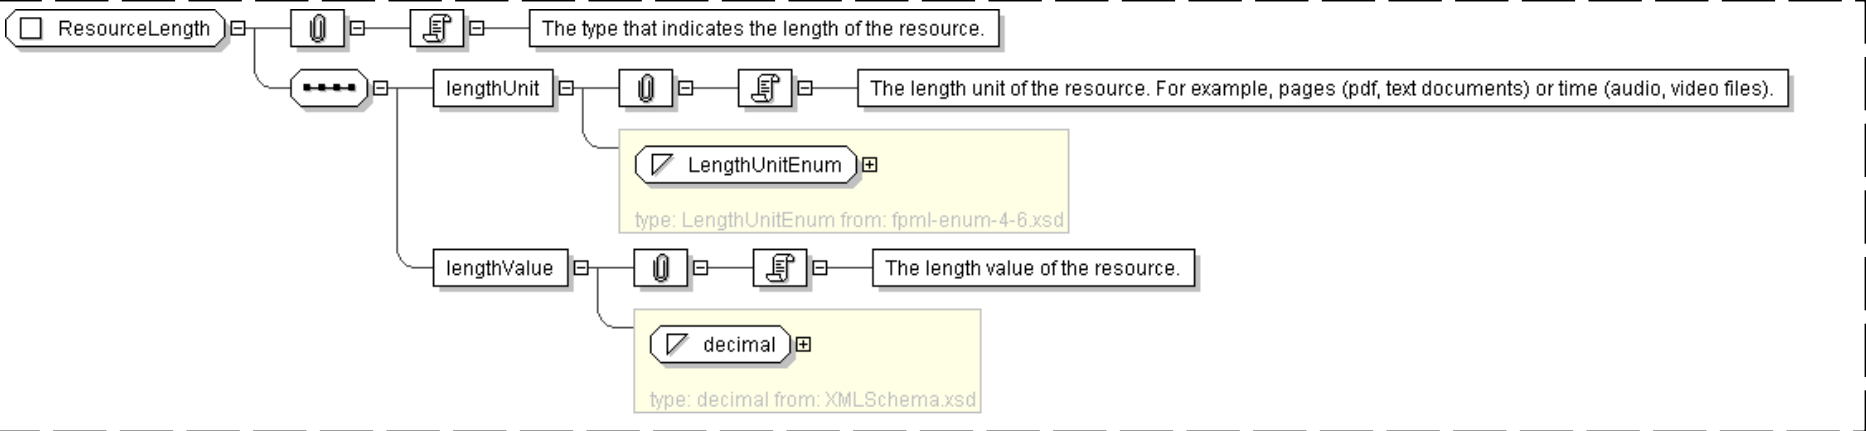 ResourceLength
The type that indicates the length of the resource.
lengthUnit
The length unit of the resource. For example, pages (pdf, text documents) or time (audio, video files).
LengthUnitEnum
type: LengthUnitEnum from: fpml-enum-4-6.xsd
lengthValue
The length value of the resource.
decimal
type: decimal from: XMLSchema.xsd